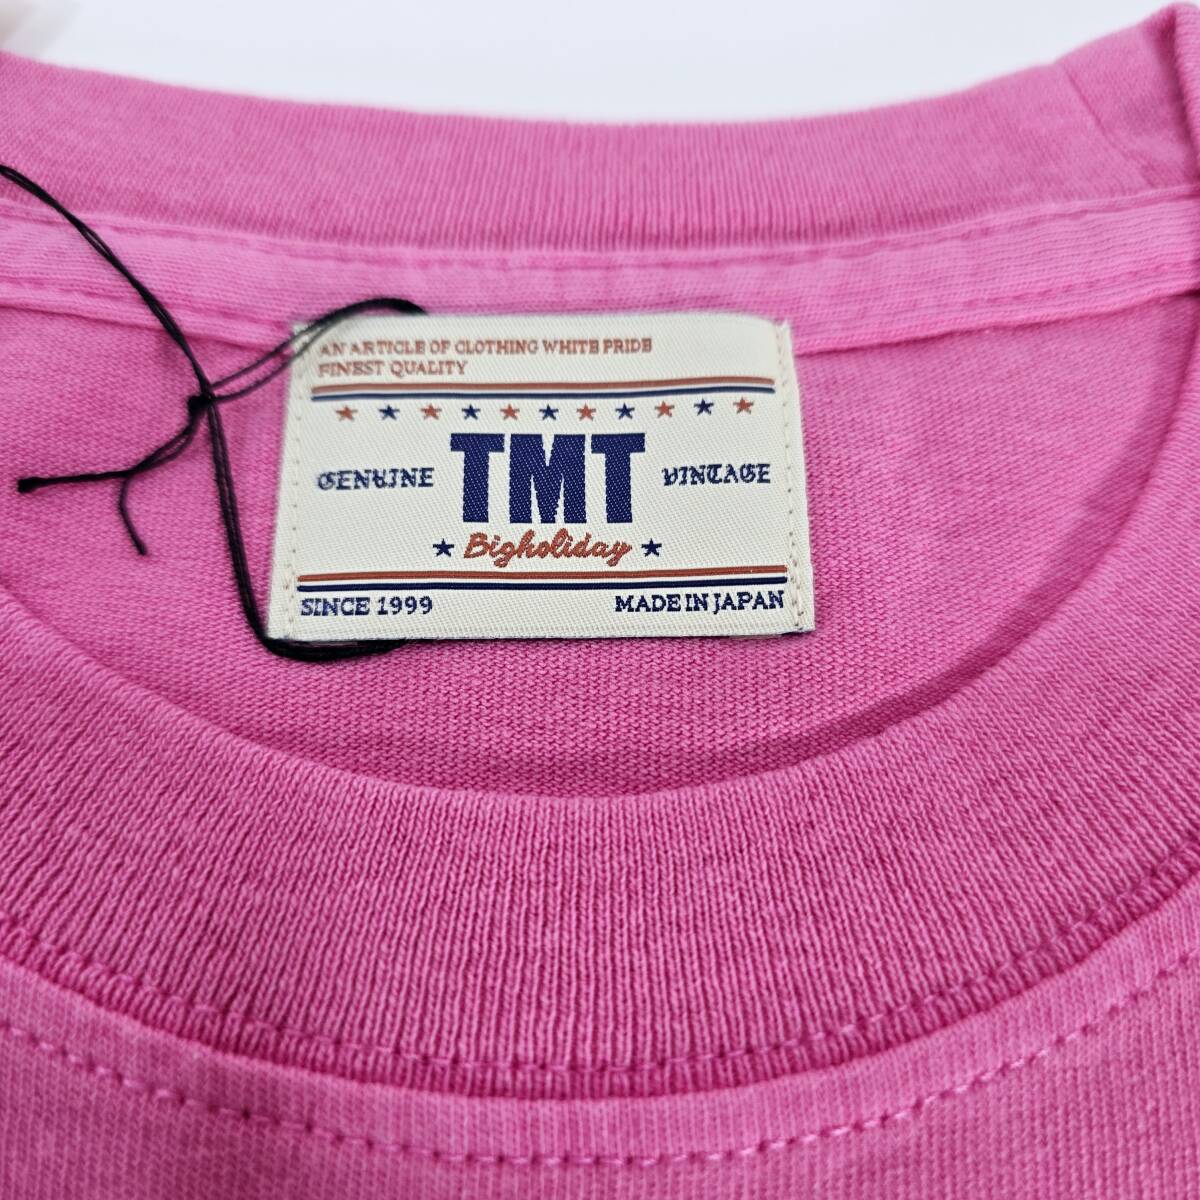 AN ARTICLE OF CLOTHING WHITE PRIDE
FINEST QUALITY
GENUINE TMT VINTAGE
Bigholiday
SINCE 1999 MADE IN JAPAN